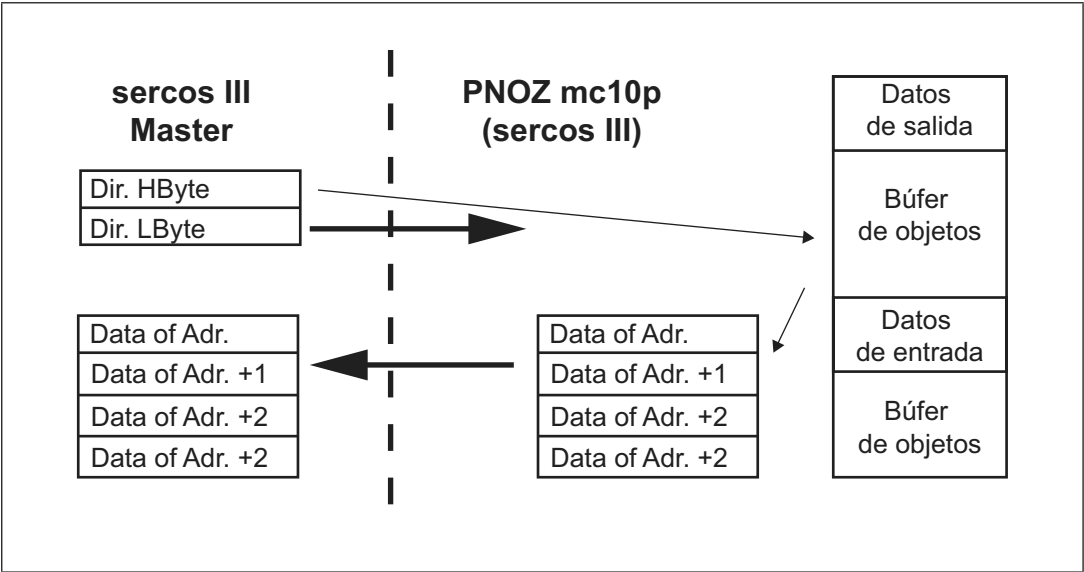 sercos III
Master
Dir. HByte
Dir. LByte
Data of Adr.
Data of Adr. +1
Data of Adr. +2
Data of Adr. +2
PNOZ mc10p
(sercos III)
Data of Adr.
Data of Adr. +1
Data of Adr. +2
Data of Adr. +2
Datos
de salida
Búfer
de objetos
Datos
de entrada
Búfer
de objetos